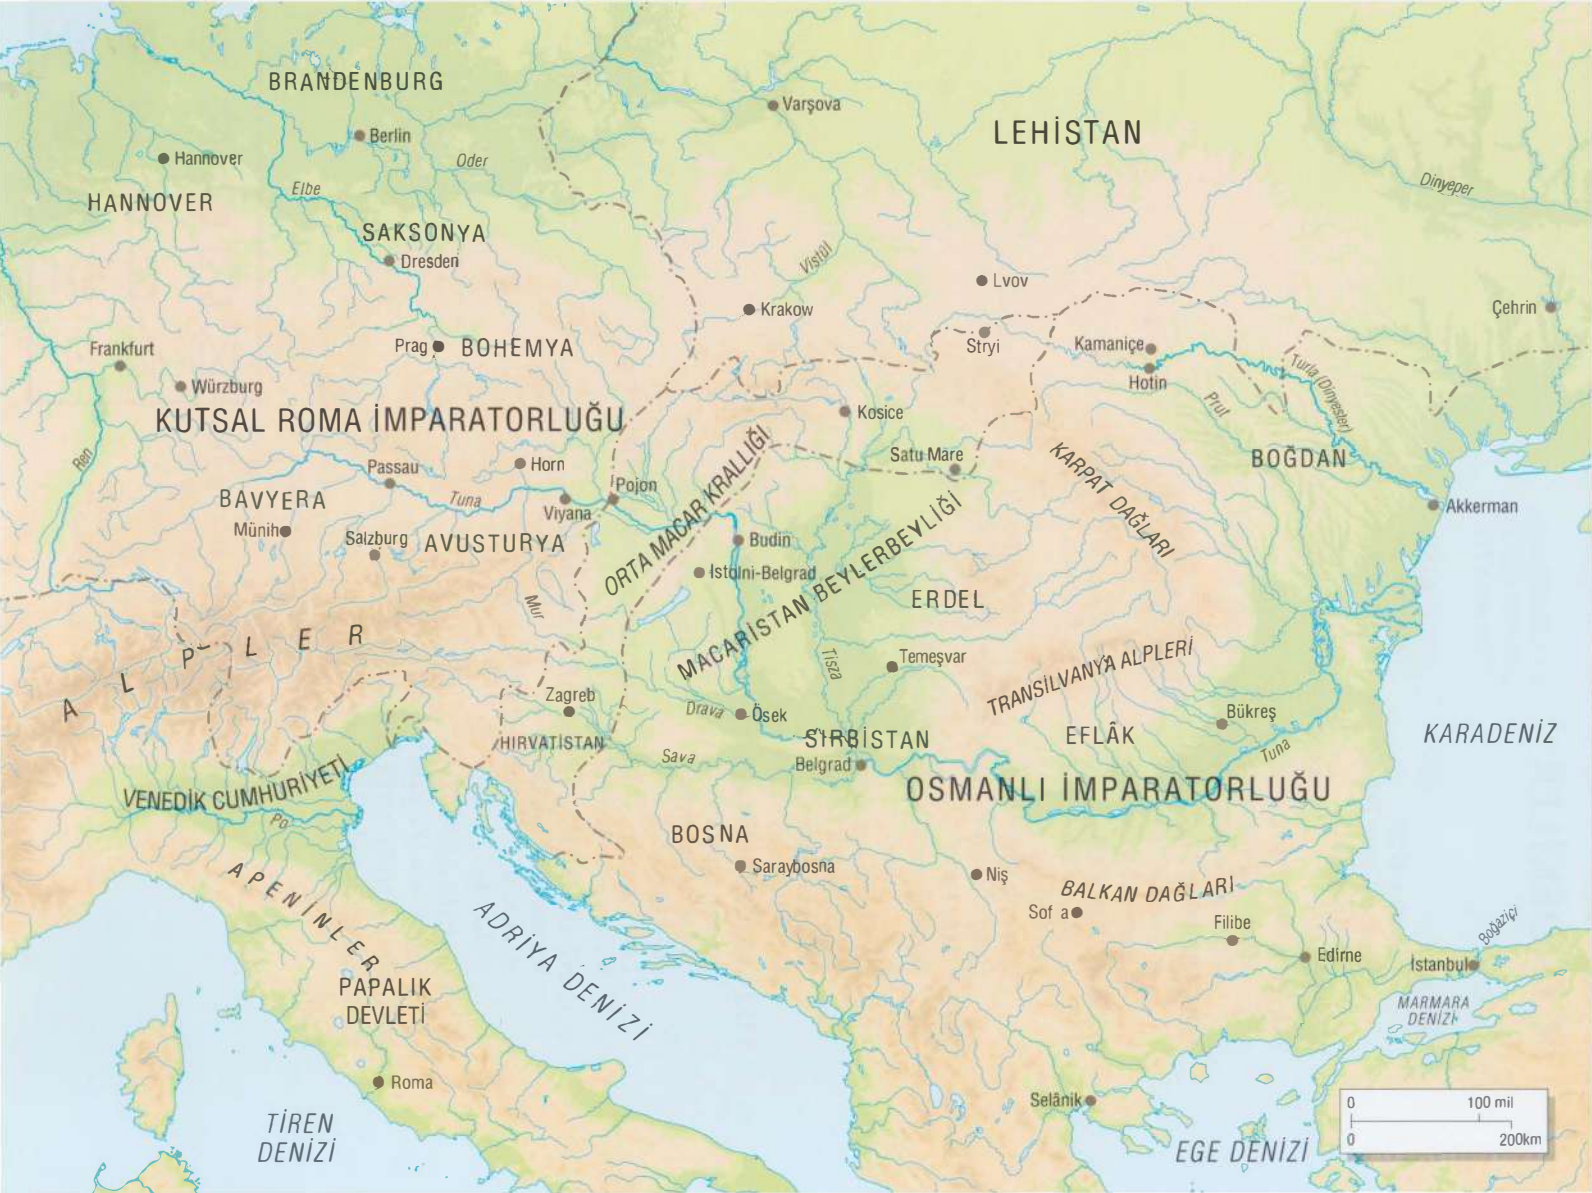 BRANDENBURG
Varşova
LEHİSTAN
Berlin
Hannover
Oder
Elbe
Dinyeper
HANNOVER
SAKSONYA
Dresden
Vistül
Lvov
Krakow
Çehrin
Frankfurt
Prag
BOHEMYA
Stryi
Kamaniçe
Hotin
Turla (Dinyester)
Würzburg
Prut
KUTSAL ROMA İMPARATORLUĞU
Kosice
Ren
Passau
Horn
Satu Mare
KARPAT DAĞLARI
BOĞDAN
BAVYERA
Tuna
Pojon
Viyana
Akkerman
Münih
Salzburg
AVUSTURYA
ORTA MACAR KRALLIĞI
Budin
Istolni-Belgrad
MACARİSTAN BEYLERBEYLİĞİ
ERDEL
Mur
ALPLER
Tisza
Temeşvar
TRANSİLVANYA ALPLERİ
Zagreb
Drava
Ösek
Bükreş
HIRVATİSTAN
SIRBİSTAN
EFLÂK
KARADENİZ
Sava
Belgrad
Tuna
VENEDİK CUMHURİYETİ
OSMANLI İMPARATORLUĞU
Po
BOSNA
Saraybosna
Niş
APENİNLER
BALKAN DAĞLARI
ADRİYA DENİZİ
Sof a
Filibe
Boğaziçi
Edirne
İstanbul
PAPALIK
DEVLETİ
MARMARA
DENİZİ
Roma
Selânik
TİREN
DENİZİ
EGE DENİZİ
0 100 mil
0 200km